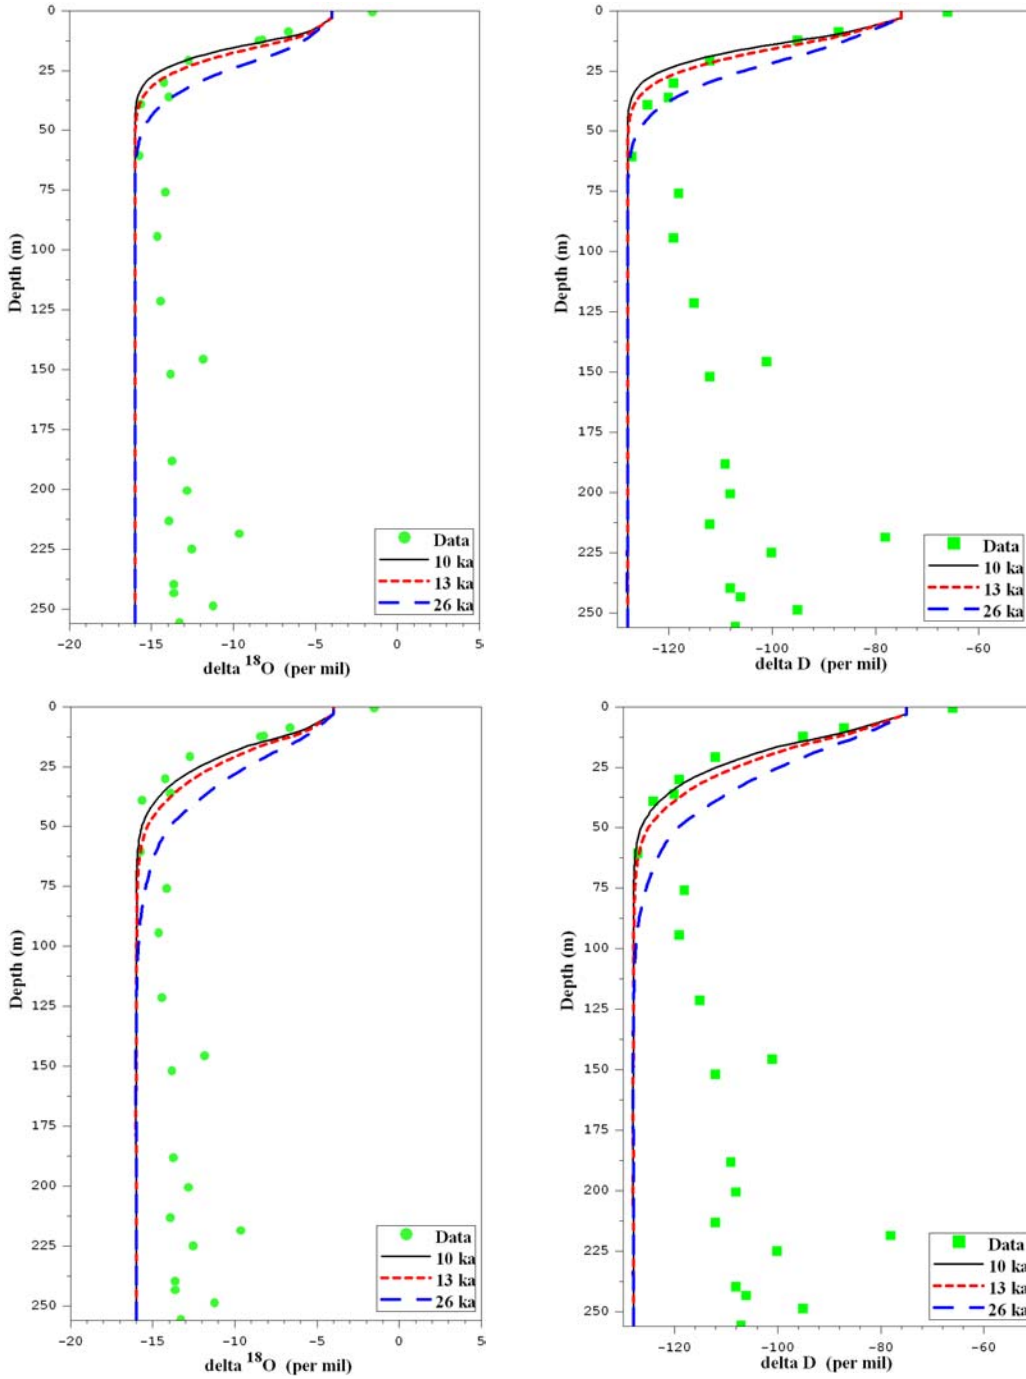 0
25
50
75
100
125
150
175
200
225
250
Depth (m)
Data
10 ka
13 ka
26 ka
−20 −15 −10 −5 0 5
delta 18O (per mil)
0
25
50
75
100
125
150
175
200
225
250
Depth (m)
Data
10 ka
13 ka
26 ka
−120 −100 −80 −60
delta D (per mil)
0
25
50
75
100
125
150
175
200
225
250
Depth (m)
Data
10 ka
13 ka
26 ka
−20 −15 −10 −5 0 5
delta 18O (per mil)
0
25
50
75
100
125
150
175
200
225
250
Depth (m)
Data
10 ka
13 ka
26 ka
−120 −100 −80 −60
delta D (per mil)